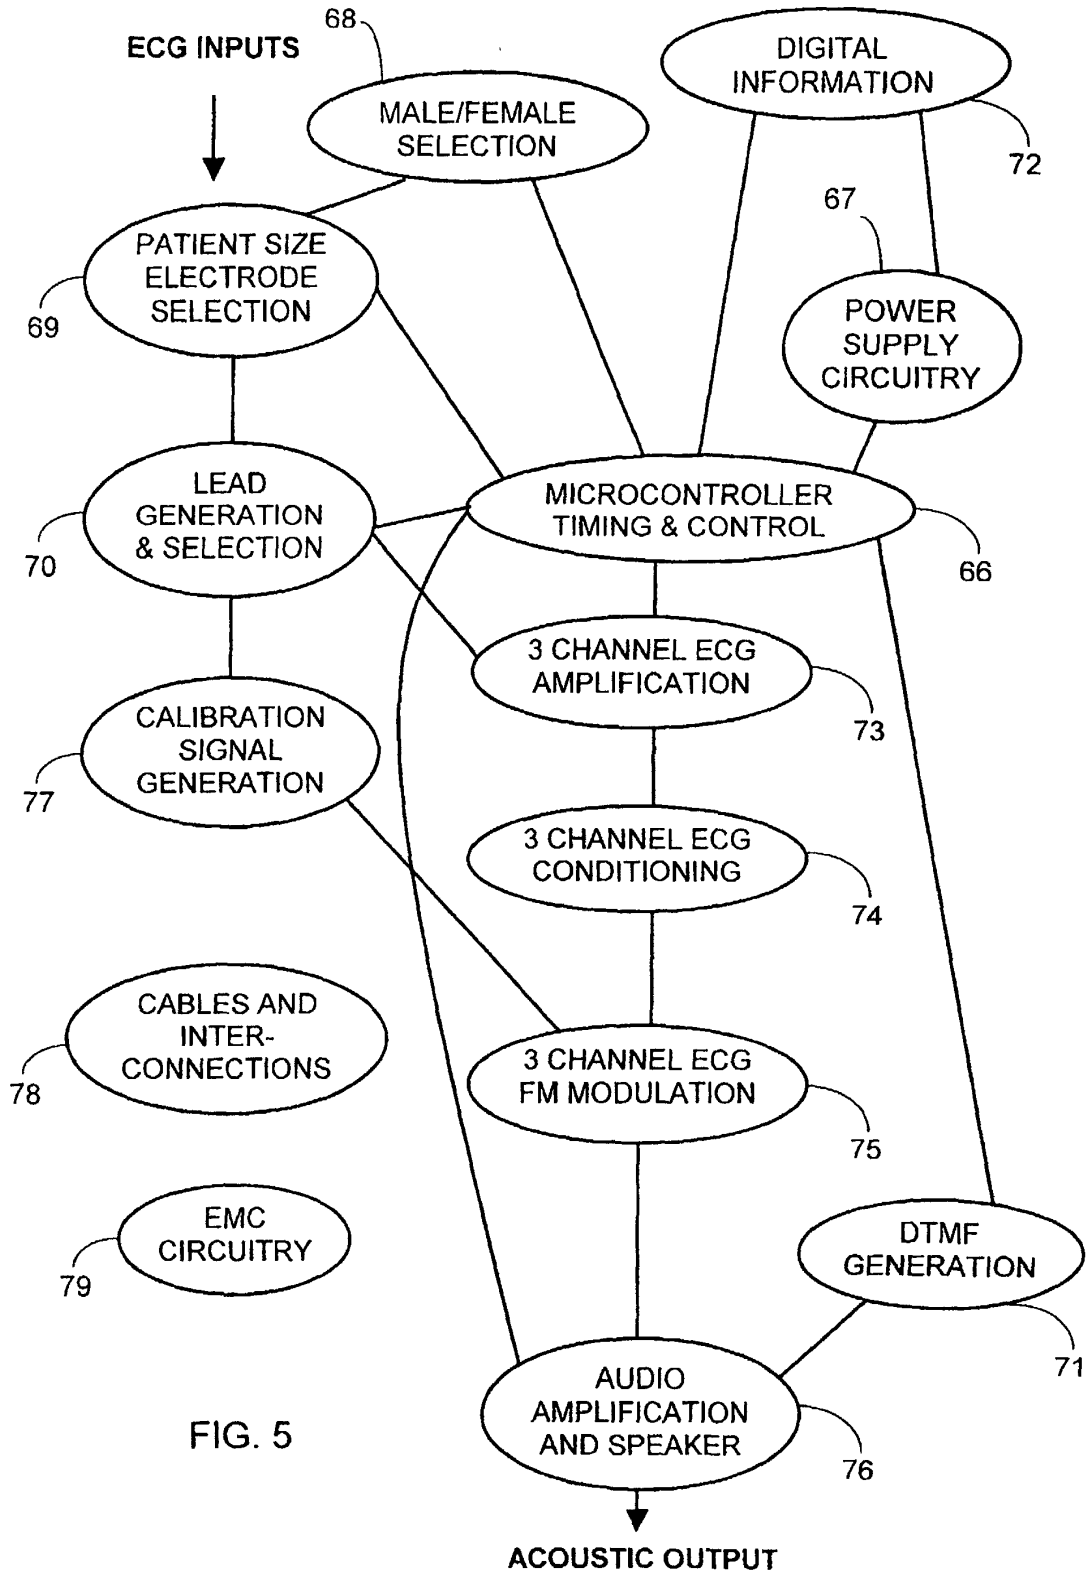 68
ECG INPUTS
DIGITAL
INFORMATION
MALE/FEMALE
SELECTION
72
67
PATIENT SIZE
ELECTRODE
SELECTION
69
POWER
SUPPLY
CIRCUITRY
LEAD
GENERATION
& SELECTION
70
MICROCONTROLLER
TIMING & CONTROL
66
3 CHANNEL ECG
AMPLIFICATION
73
CALIBRATION
SIGNAL
GENERATION
77
3 CHANNEL ECG
CONDITIONING
74
CABLES AND
INTER-
CONNECTIONS
78
3 CHANNEL ECG
FM MODULATION
75
EMC
CIRCUITRY
79
DTMF
GENERATION
71
AUDIO
AMPLIFICATION
AND SPEAKER
76
FIG. 5
ACOUSTIC OUTPUT